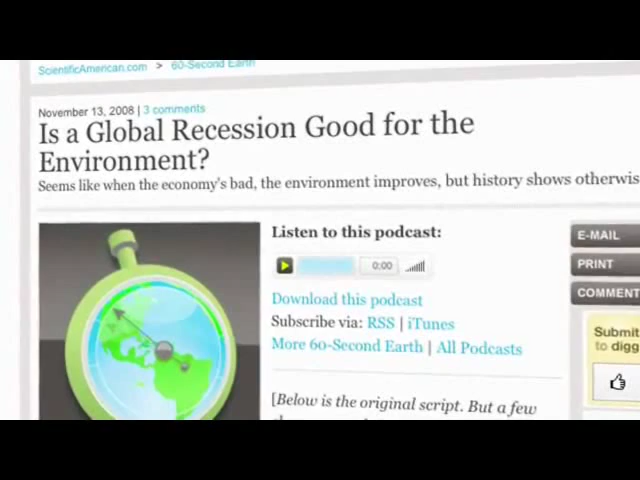 ScientificAmerican.com > 60-Second Earth
November 13, 2008 | 3 comments
Is a Global Recession Good for the
Environment?
Seems like when the economy's bad, the environment improves, but history shows otherwis
Listen to this podcast:
0:00
Download this podcast
Subscribe via: RSS | iTunes
More 60-Second Earth | All Podcasts
[Below is the original script. But a few
E-MAIL
PRINT
COMMENT
Submit
to digg